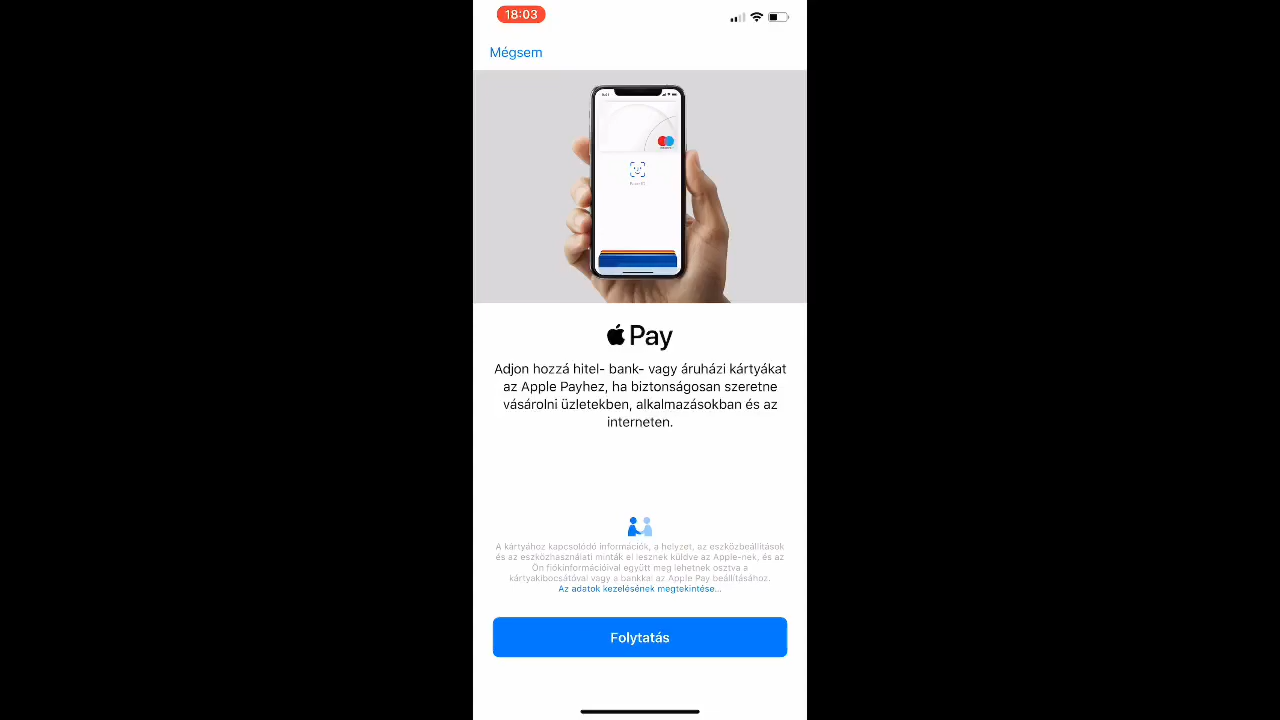 18:03
Mégsem
9:41
Pay
Adjon hozzá hitel- bank- vagy áruházi kártyákat
az Apple Payhez, ha biztonságosan szeretne
vásárolni üzletekben, alkalmazásokban és az
interneten.
A kártyához kapcsolódó információk, a helyzet, az eszközbeállítások
és az eszközhasználati minták el lesznek küldve az Apple-nek, és az
Ön fiókinformációival együtt meg lehetnek osztva a
kártyakibocsátóval vagy a bankkal az Apple Pay beállításához.
Az adatok kezelésének megtekintése...
Folytatás